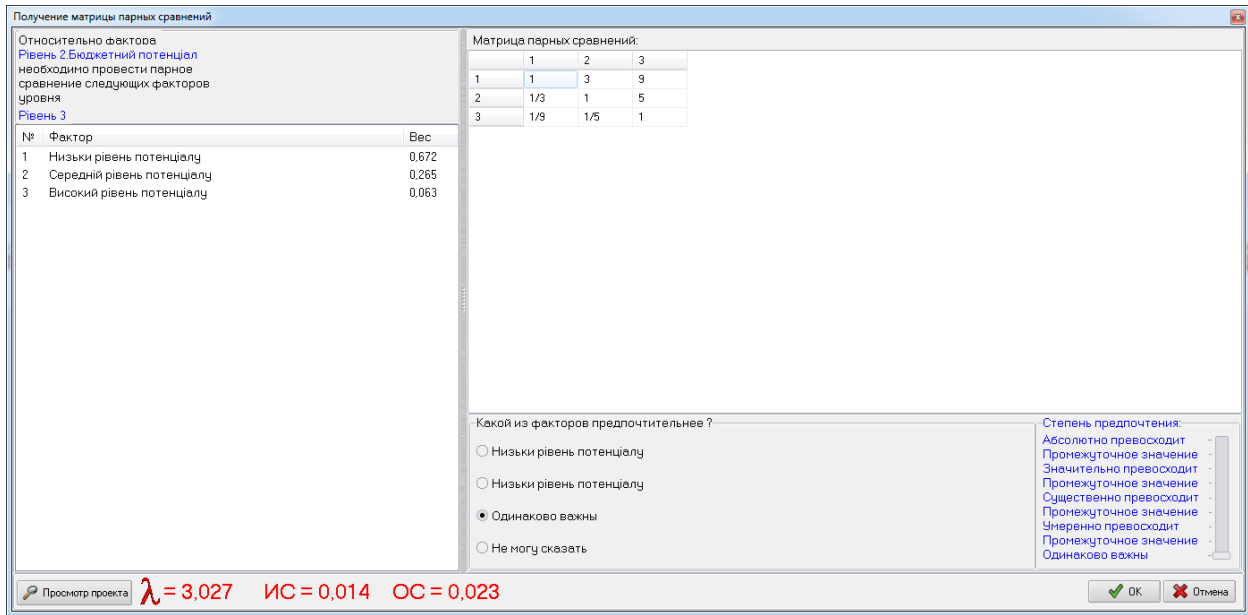 Получение матрицы парных сравнений
Относительно фактора
Рівень 2.Бюджетний потенціал
необходимо провести парное
сравнение следующих факторов
уровня
Рівень 3
№ Фактор Вес
1 Низьки рівень потенціалу 0,672
2 Середній рівень потенціалу 0,265
3 Високий рівень потенціалу 0,063
Матрица парных сравнений:
1 2 3
1 1 3 9
2 1/3 1 5
3 1/9 1/5 1
Какой из факторов предпочтительнее ?
Низьки рівень потенціалу
Низьки рівень потенціалу
Одинаково важны
Не могу сказать
Степень предпочтения:
Абсолютно превосходит
Промежуточное значение
Значительно превосходит
Промежуточное значение
Существенно превосходит
Промежуточное значение
Умеренно превосходит
Промежуточное значение
Одинаково важны
Просмотр проекта λ = 3,027 ИС = 0,014 ОС = 0,023 OK Отмена